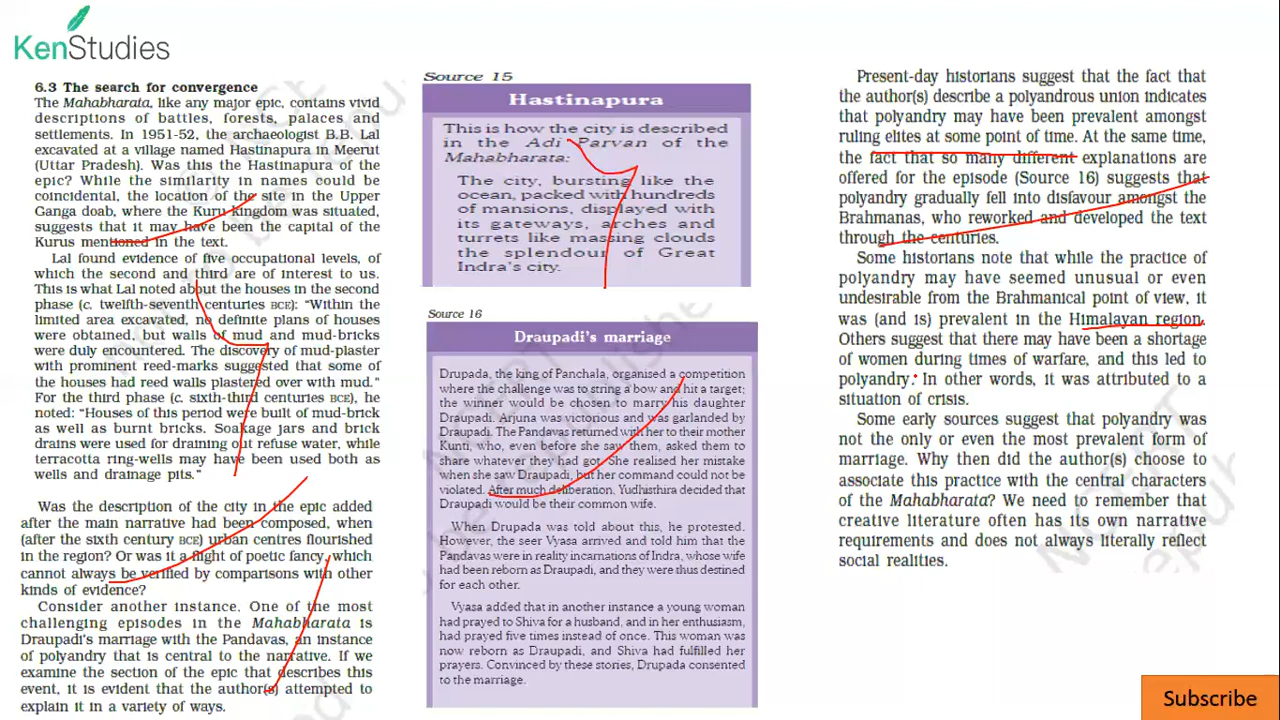 KenStudies
6.3 The search for convergence
The Mahabharata, like any major epic, contains vivid
descriptions of battles, forests, palaces and
settlements. In 1951-52, the archaeologist B.B. Lal
excavated at a village named Hastinapura in Meerut
(Uttar Pradesh). Was this the Hastinapura of the
epic? While the similarity in names could be
coincidental, the location of the site in the Upper
Ganga doab, where the Kuru kingdom was situated,
suggests that it may have been the capital of the
Kurus mentioned in the text.
Lal found evidence of five occupational levels,
of which the second and third are of interest to us.
This is what Lal noted about the houses in the second
phase (c. twelfth-seventh centuries BCE): “Within the
limited area excavated, no definite plans of houses
were obtained, but walls of mud and mud-bricks
were duly encountered. The discovery of mud-plaster
with prominent reed-marks suggested that some of
the houses had reed walls plastered over with mud.”
For the third phase (c. sixth-third centuries BCE), he
noted: “Houses of this period were built of mud-brick
as well as burnt bricks. Soakage jars and brick
drains were used for draining out refuse water, while
terracotta ring-wells may have been used both as
wells and drainage pits.”
Was the description of the city in the epic added
after the main narrative had been composed, when
(after the sixth century BCE) urban centres flourished
in the region? Or was it a flight of poetic fancy, which
cannot always be verified by comparisons with other
kinds of evidence?
Consider another instance. One of the most
challenging episodes in the Mahabharata is
Draupadi’s marriage with the Pandavas, an instance
of polyandry that is central to the narrative. If we
examine the section of the epic that describes this
event, it is evident that the author(s) attempted to
explain it in a variety of ways.
Source 15
Hastinapura
This is how the city is described
in the Adi Parvan of the
Mahabharata:
The city, bursting like the
ocean, packed with hundreds
of mansions, displayed with
its gateways, arches and
turrets like massing clouds
the splendour of Great
Indra’s city.
Source 16
Draupadi’s marriage
Drupada, the king of Panchala, organised a competition
where the challenge was to string a bow and hit a target;
the winner would be chosen to marry his daughter
Draupadi. Arjuna was victorious and was garlanded by
Draupadi. The Pandavas returned with her to their mother
Kunti, who, even before she saw them, asked them to
share whatever they had got. She realised her mistake
when she saw Draupadi, but her command could not be
violated. After much deliberation, Yudhisthira decided that
Draupadi would be their common wife.
When Drupada was told about this, he protested.
However, the seer Vyasa arrived and told him that the
Pandavas were in reality incarnations of Indra, whose wife
had been reborn as Draupadi, and they were thus destined
for each other.
Vyasa added that in another instance a young woman
had prayed to Shiva for a husband, and in her enthusiasm,
had prayed five times instead of once. This woman was
now reborn as Draupadi, and Shiva had fulfilled her
prayers. Convinced by these stories, Drupada consented
to the marriage.
Present-day historians suggest that the fact that
the author(s) describe a polyandrous union indicates
that polyandry may have been prevalent amongst
ruling elites at some point of time. At the same time,
the fact that so many different explanations are
offered for the episode (Source 16) suggests that
polyandry gradually fell into disfavour amongst the
Brahmanas, who reworked and developed the text
through the centuries.
Some historians note that while the practice of
polyandry may have seemed unusual or even
undesirable from the Brahmanical point of view, it
was (and is) prevalent in the Himalayan region.
Others suggest that there may have been a shortage
of women during times of warfare, and this led to
polyandry. In other words, it was attributed to a
situation of crisis.
Some early sources suggest that polyandry was
not the only or even the most prevalent form of
marriage. Why then did the author(s) choose to
associate this practice with the central characters
of the Mahabharata? We need to remember that
creative literature often has its own narrative
requirements and does not always literally reflect
social realities.
Subscribe